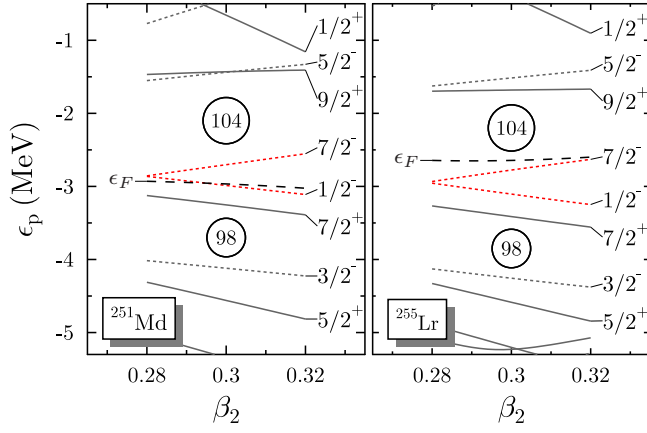 ϵ_p (MeV)
-1
-2
-3
-4
-5
1/2⁺
5/2⁻
9/2⁺
104
7/2⁻
ϵ_F
1/2⁻
7/2⁺
98
3/2⁻
5/2⁺
²⁵¹Md
0.28 0.3 0.32
β₂
1/2⁺
5/2⁻
9/2⁺
104
ϵ_F
7/2⁻
1/2⁻
7/2⁺
98
3/2⁻
5/2⁺
²⁵⁵Lr
0.28 0.3 0.32
β₂